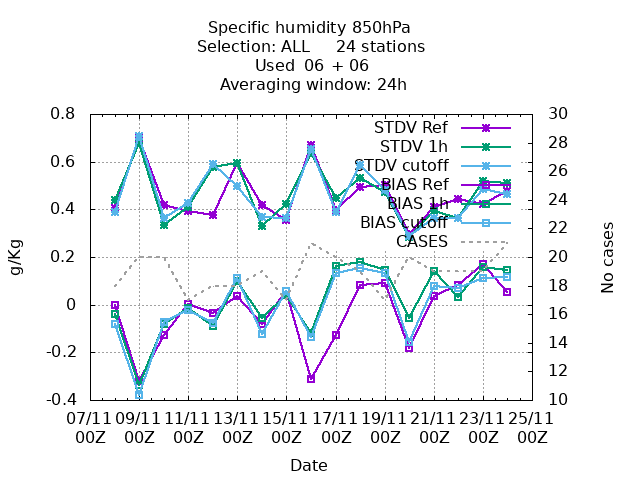 Specific humidity 850hPa
Selection: ALL 24 stations
Used 06 + 06
Averaging window: 24h
0.8
0.6
0.4
0.2
0
-0.2
-0.4
g/Kg
30
28
26
24
22
20
18
16
14
12
10
No cases
STDV Ref
STDV 1h
STDV cutoff
BIAS Ref
BIAS 1h
BIAS cutoff
CASES
07/11 09/11 11/11 13/11 15/11 17/11 19/11 21/11 23/11 25/11
00Z 00Z 00Z 00Z 00Z 00Z 00Z 00Z 00Z 00Z
Date